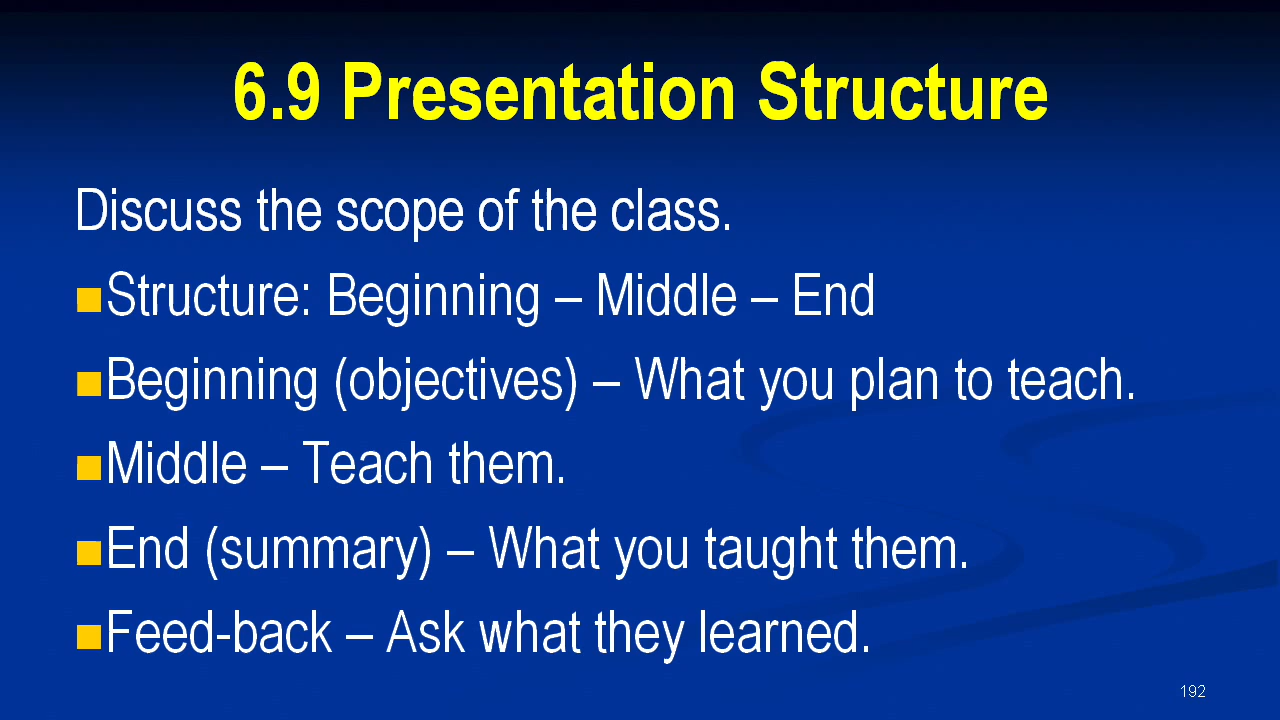 6.9 Presentation Structure
Discuss the scope of the class.
Structure: Beginning – Middle – End
Beginning (objectives) – What you plan to teach.
Middle – Teach them.
End (summary) – What you taught them.
Feed-back – Ask what they learned.
192